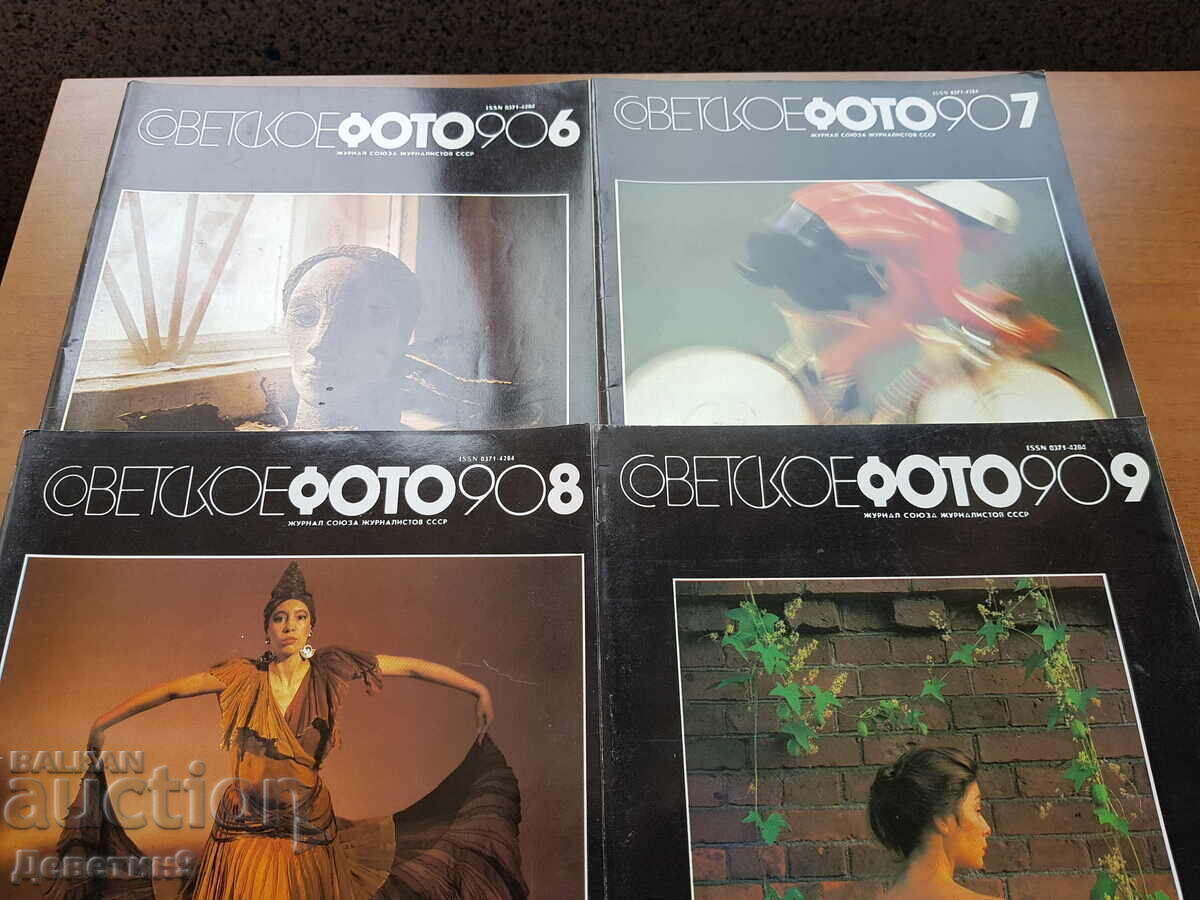 ISSN 0371-4284
СОВЕТСКОЕ ФОТО 90 6
ЖУРНАЛ СОЮЗА ЖУРНАЛИСТОВ СССР
ISSN 0371-4284
СОВЕТСКОЕ ФОТО 90 7
ЖУРНАЛ СОЮЗА ЖУРНАЛИСТОВ СССР
ISSN 0371-4284
СОВЕТСКОЕ ФОТО 90 8
ЖУРНАЛ СОЮЗА ЖУРНАЛИСТОВ СССР
ISSN 0371-4284
СОВЕТСКОЕ ФОТО 90 9
ЖУРНАЛ СОЮЗА ЖУРНАЛИСТОВ СССР
BALKAN
auction
Деветин9